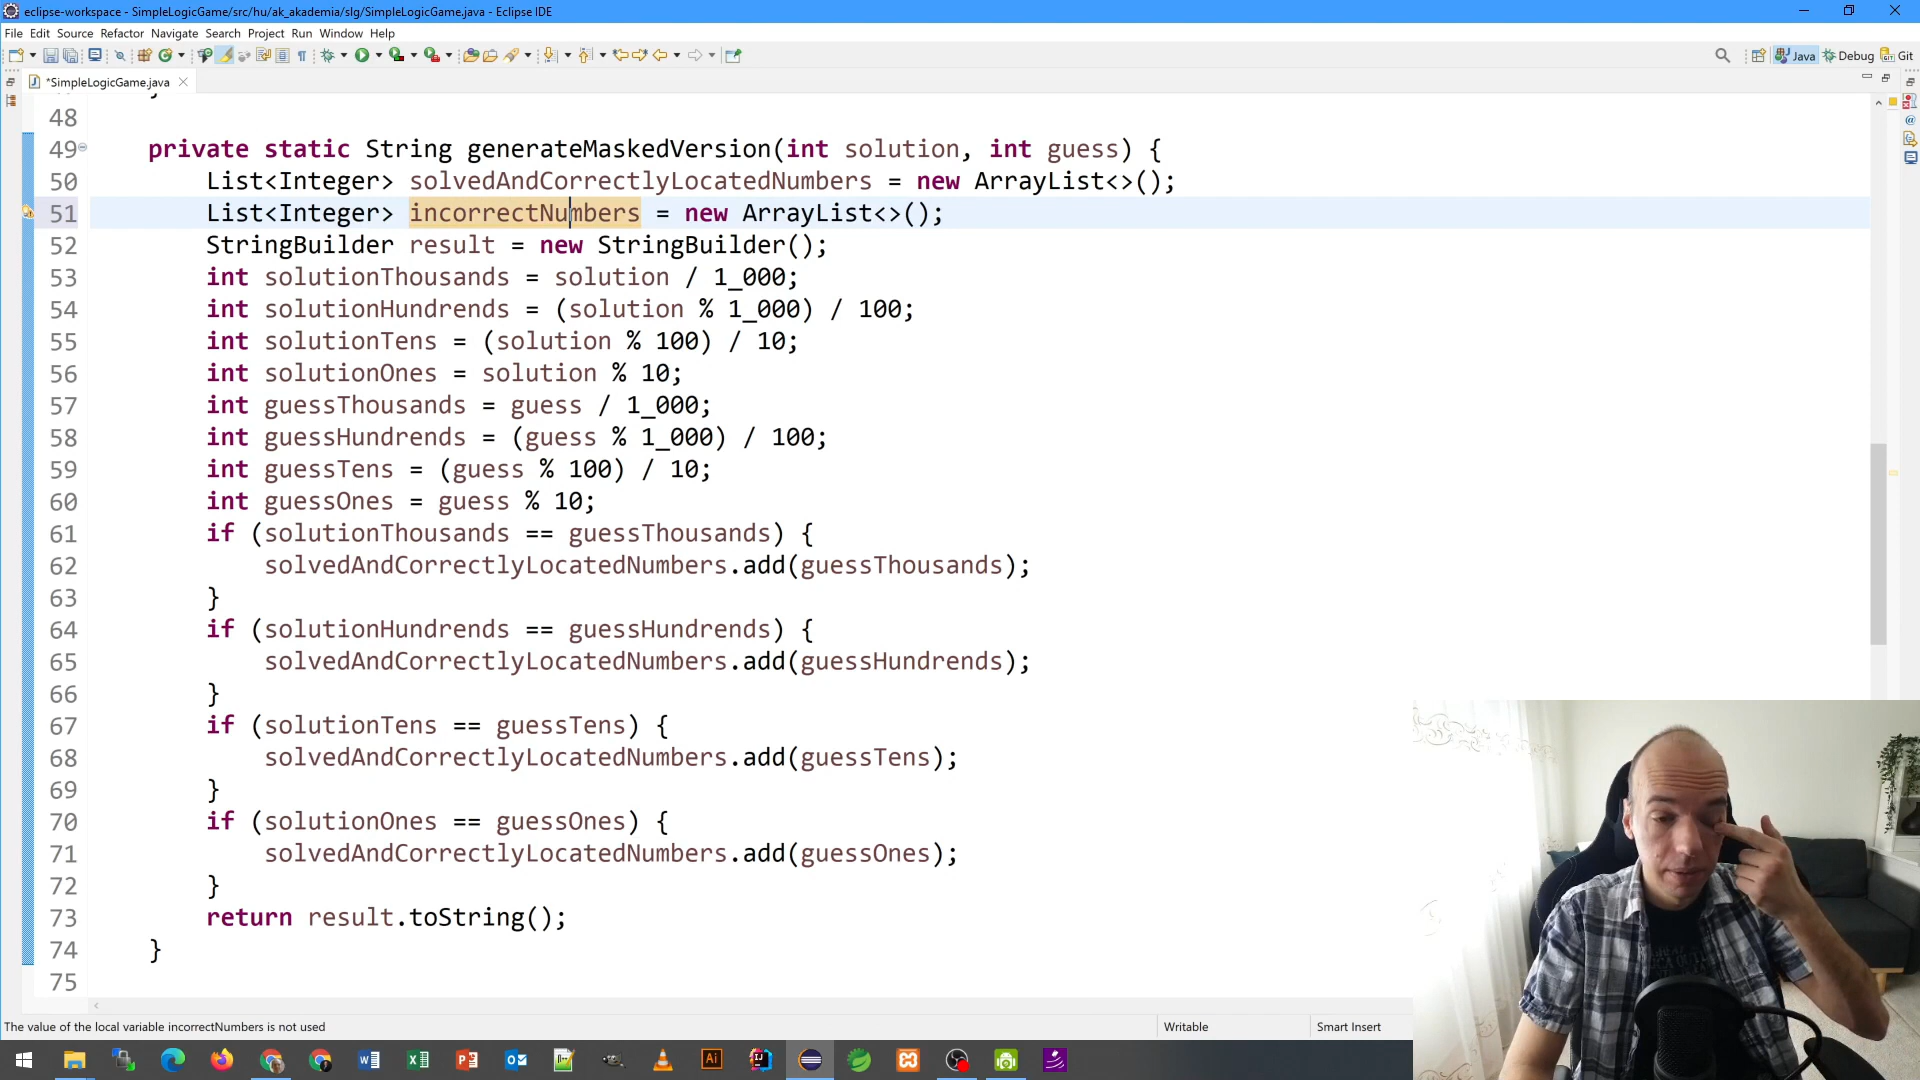 eclipse-workspace - SimpleLogicGame/src/hu/ak_akademia/slg/SimpleLogicGame.java - Eclipse IDE
File Edit Source Refactor Navigate Search Project Run Window Help
Java Debug Git
*SimpleLogicGame.java
48
49 private static String generateMaskedVersion(int solution, int guess) {
50 List<Integer> solvedAndCorrectlyLocatedNumbers = new ArrayList<>();
51 List<Integer> incorrectNumbers = new ArrayList<>();
52 StringBuilder result = new StringBuilder();
53 int solutionThousands = solution / 1_000;
54 int solutionHundrends = (solution % 1_000) / 100;
55 int solutionTens = (solution % 100) / 10;
56 int solutionOnes = solution % 10;
57 int guessThousands = guess / 1_000;
58 int guessHundrends = (guess % 1_000) / 100;
59 int guessTens = (guess % 100) / 10;
60 int guessOnes = guess % 10;
61 if (solutionThousands == guessThousands) {
62 solvedAndCorrectlyLocatedNumbers.add(guessThousands);
63 }
64 if (solutionHundrends == guessHundrends) {
65 solvedAndCorrectlyLocatedNumbers.add(guessHundrends);
66 }
67 if (solutionTens == guessTens) {
68 solvedAndCorrectlyLocatedNumbers.add(guessTens);
69 }
70 if (solutionOnes == guessOnes) {
71 solvedAndCorrectlyLocatedNumbers.add(guessOnes);
72 }
73 return result.toString();
74 }
75
The value of the local variable incorrectNumbers is not used
Writable
Smart Insert